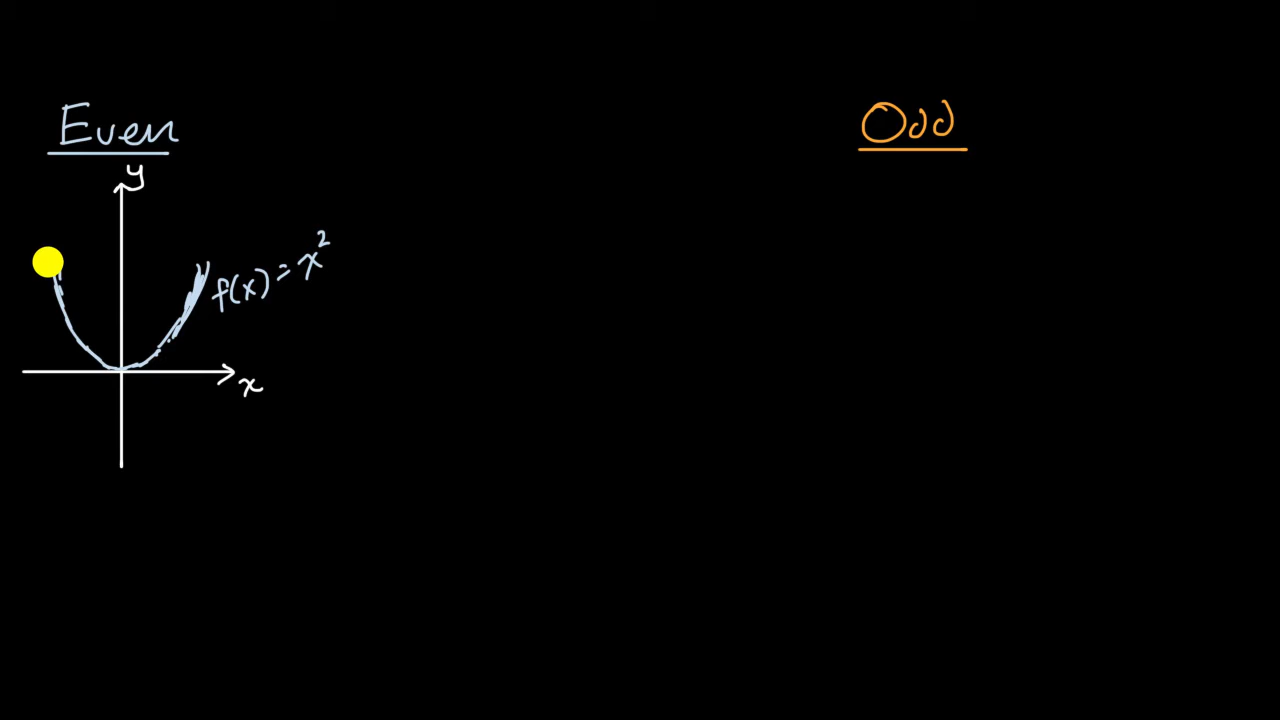 Even
Odd
y
f(x) = x²
x